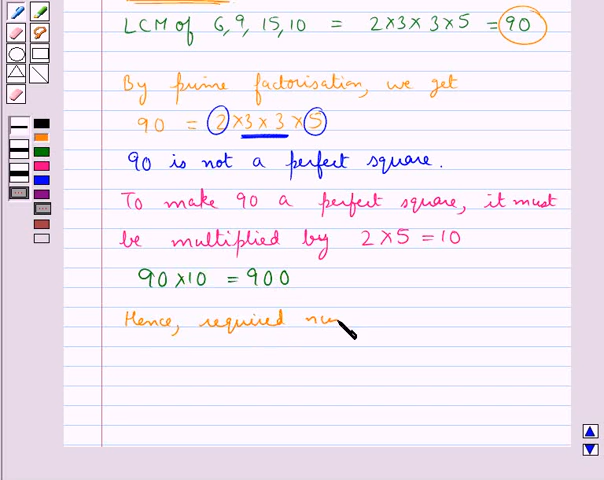 LCM of 6, 9, 15, 10 = 2×3×3×5 = 90
By prime factorisation, we get
90 = 2 × 3 × 3 × 5
90 is not a perfect square.
To make 90 a perfect square, it must
be multiplied by 2×5 = 10
90×10 = 900
Hence, required nu